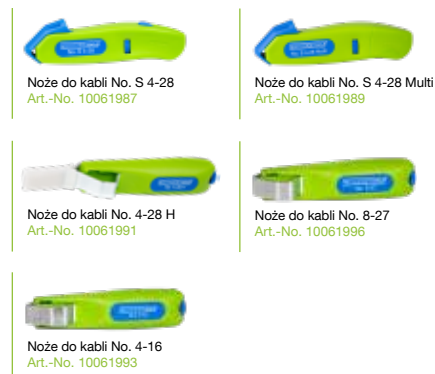 Noże do kabli No. S 4-28
Art.-No. 10061987
Noże do kabli No. S 4-28 Multi
Art.-No. 10061989
Noże do kabli No. 4-28 H
Art.-No. 10061991
Noże do kabli No. 8-27
Art.-No. 10061996
Noże do kabli No. 4-16
Art.-No. 10061993